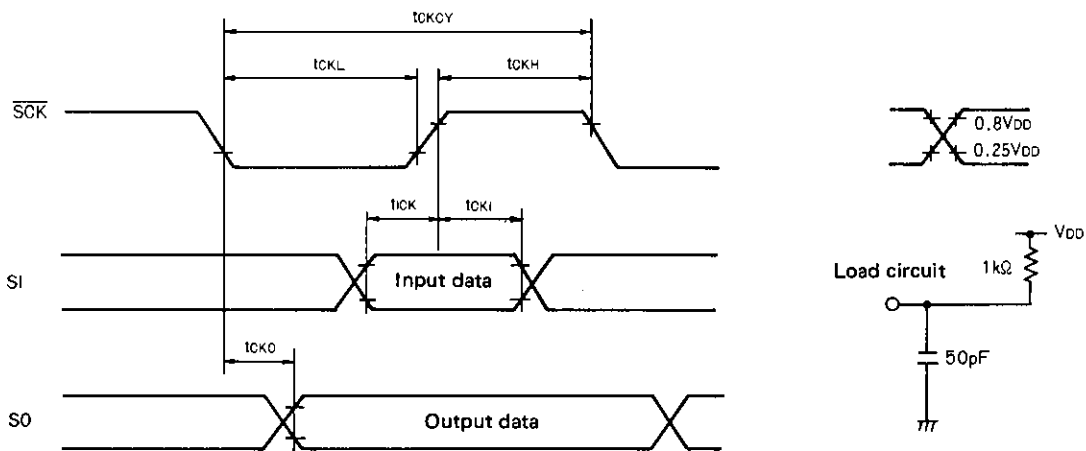 tCKCY
tCKL
tCKH
SCK
0.8VDD
0.25VDD
tICK
tCKI
VDD
SI
Input data
Load circuit
1kΩ
tCKO
50pF
SO
Output data